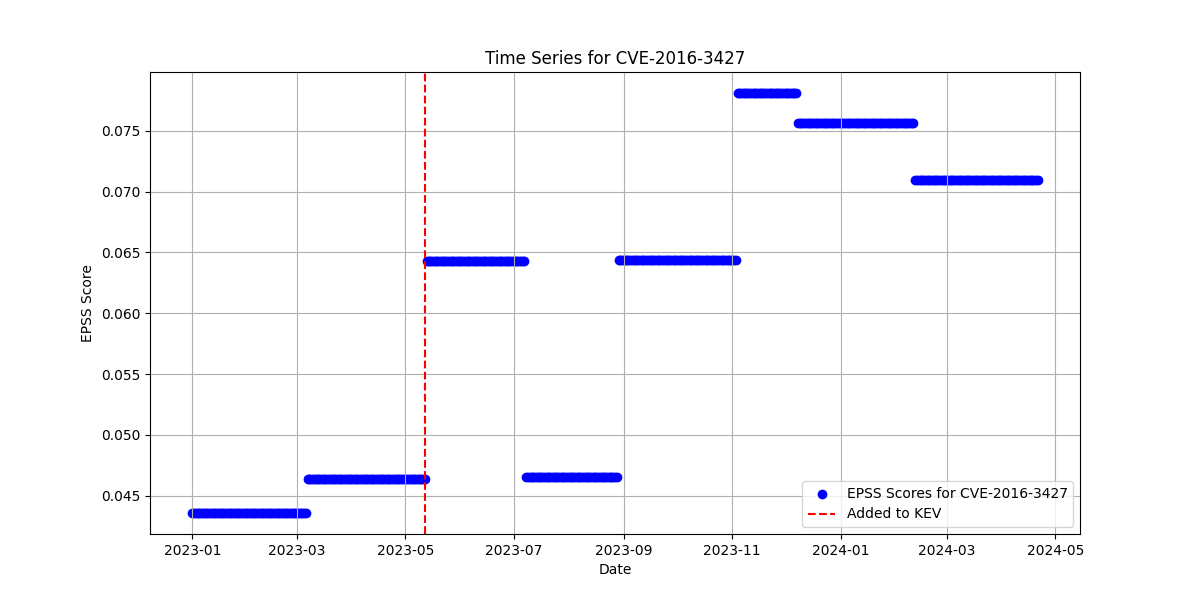 Time Series for CVE-2016-3427
EPSS Score
0.075
0.070
0.065
0.060
0.055
0.050
0.045
EPSS Scores for CVE-2016-3427
Added to KEV
2023-01 2023-03 2023-05 2023-07 2023-09 2023-11 2024-01 2024-03 2024-05
Date